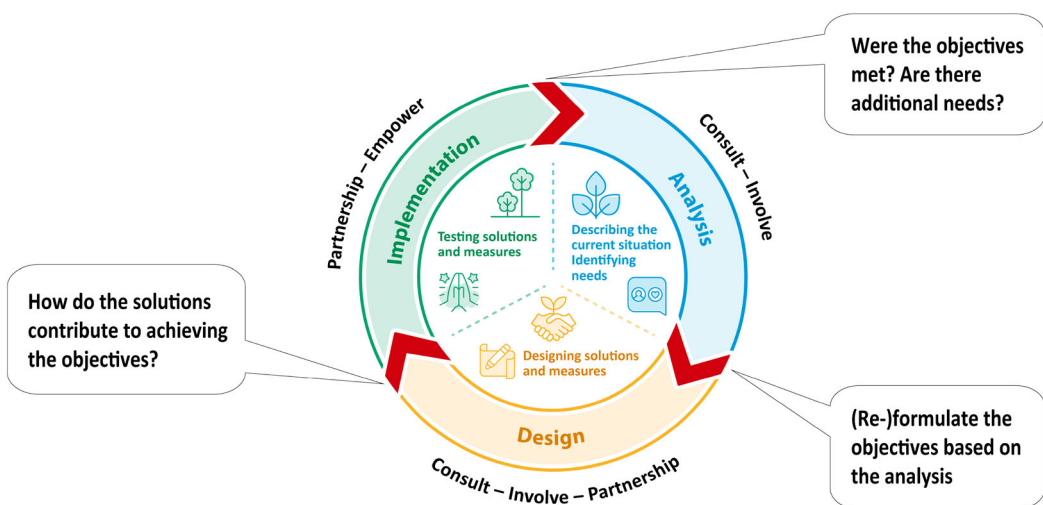 Were the objectives
met? Are there
additional needs?
Partnership – Empower
Consult – Involve
Implementation
Analysis
Testing solutions
and measures
Describing the
current situation
Identifying
needs
How do the solutions
contribute to achieving
the objectives?
Designing solutions
and measures
Design
Consult – Involve – Partnership
(Re-)formulate the
objectives based on
the analysis